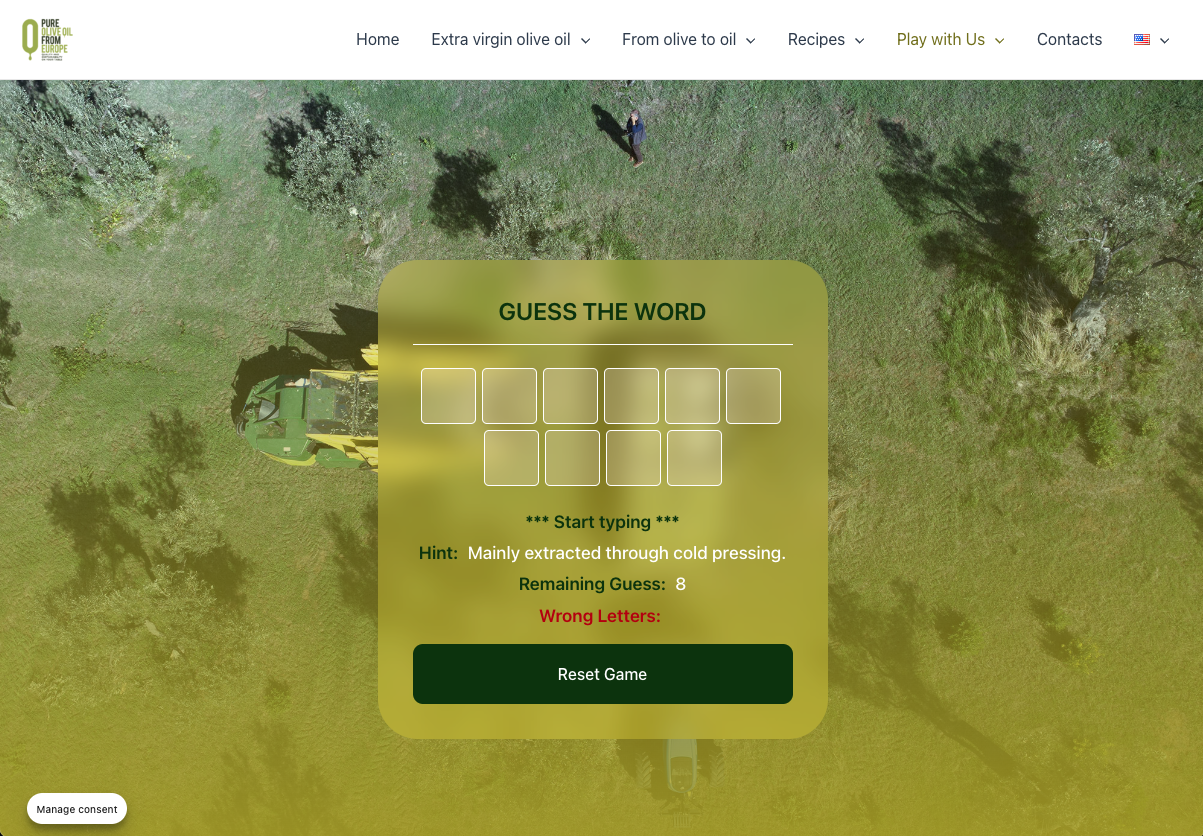 PURE
OLIVE OIL
FROM
EUROPE
Home
Extra virgin olive oil
From olive to oil
Recipes
Play with Us
Contacts
GUESS THE WORD
*** Start typing ***
Hint: Mainly extracted through cold pressing.
Remaining Guess: 8
Wrong Letters:
Reset Game
Manage consent